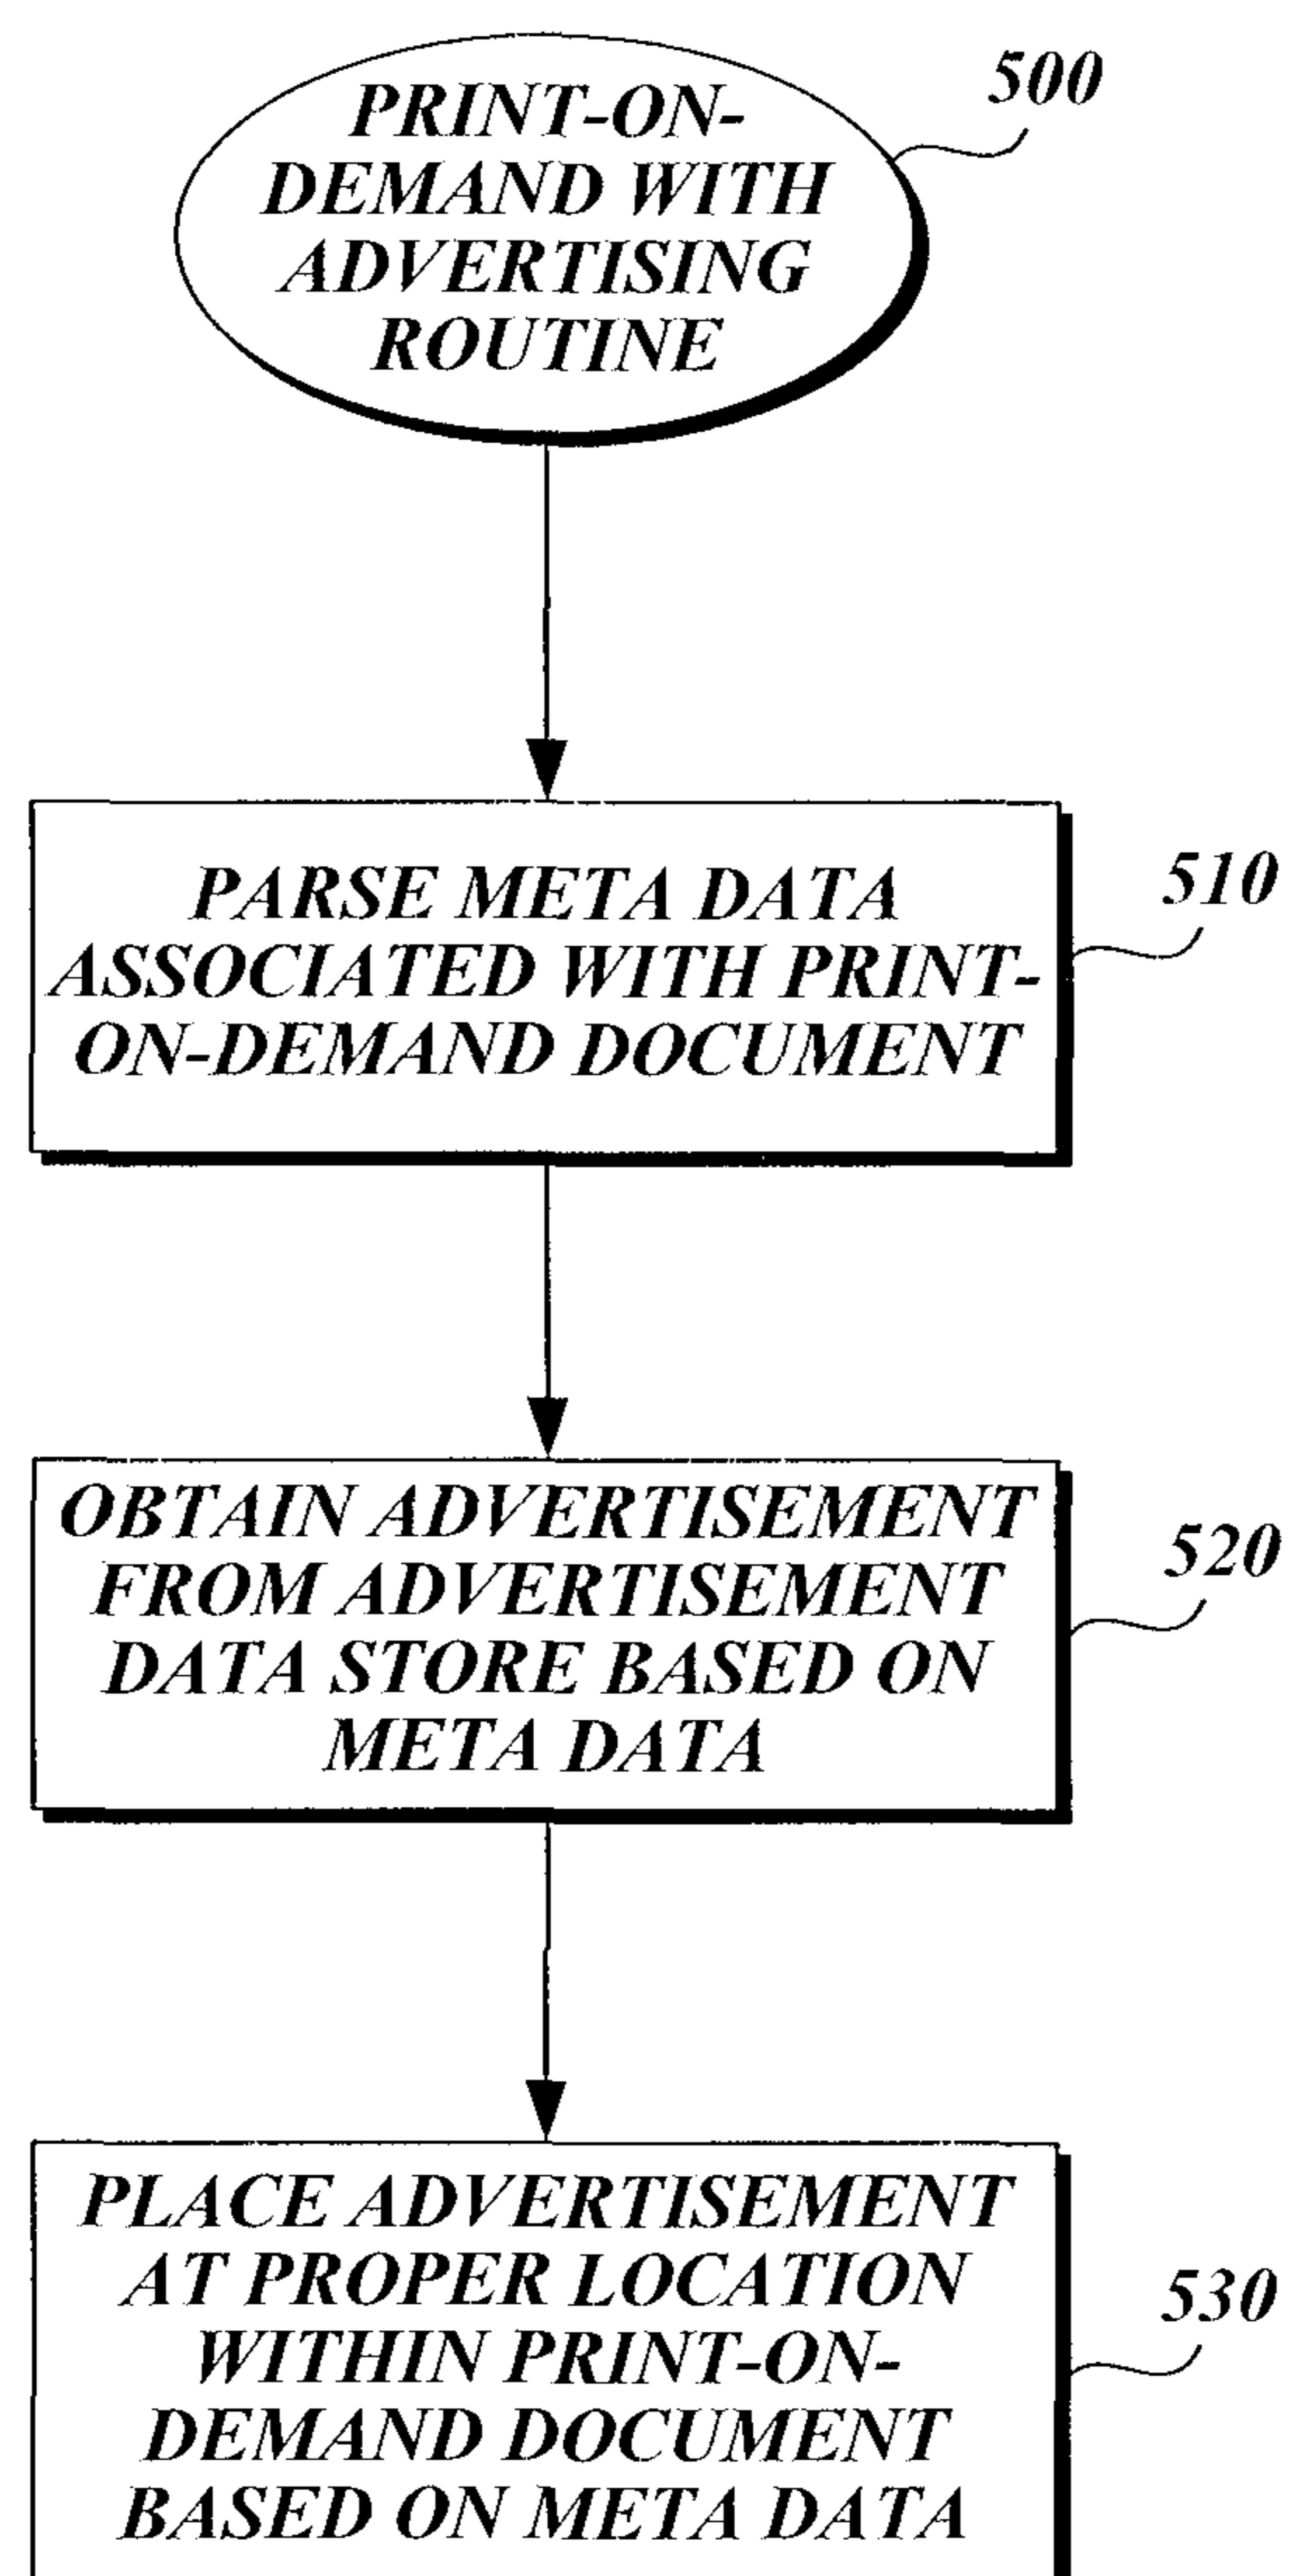 PRINT-ON-
DEMAND WITH
ADVERTISING
ROUTINE
500
PARSE META DATA
ASSOCIATED WITH PRINT-
ON-DEMAND DOCUMENT
510
OBTAIN ADVERTISEMENT
FROM ADVERTISEMENT
DATA STORE BASED ON
META DATA
520
PLACE ADVERTISEMENT
AT PROPER LOCATION
WITHIN PRINT-ON-
DEMAND DOCUMENT
BASED ON META DATA
530